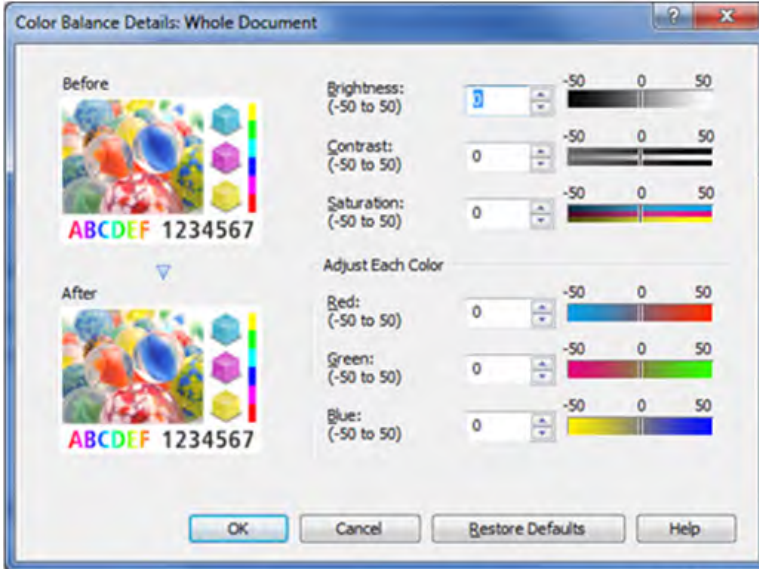 Color Balance Details: Whole Document
Before
ABCDEF 1234567
After
ABCDEF 1234567
Brightness:
(-50 to 50)
0
-50 0 50
Contrast:
(-50 to 50)
0
-50 0 50
Saturation:
(-50 to 50)
0
-50 0 50
Adjust Each Color
Red:
(-50 to 50)
0
-50 0 50
Green:
(-50 to 50)
0
-50 0 50
Blue:
(-50 to 50)
0
-50 0 50
OK Cancel Restore Defaults Help